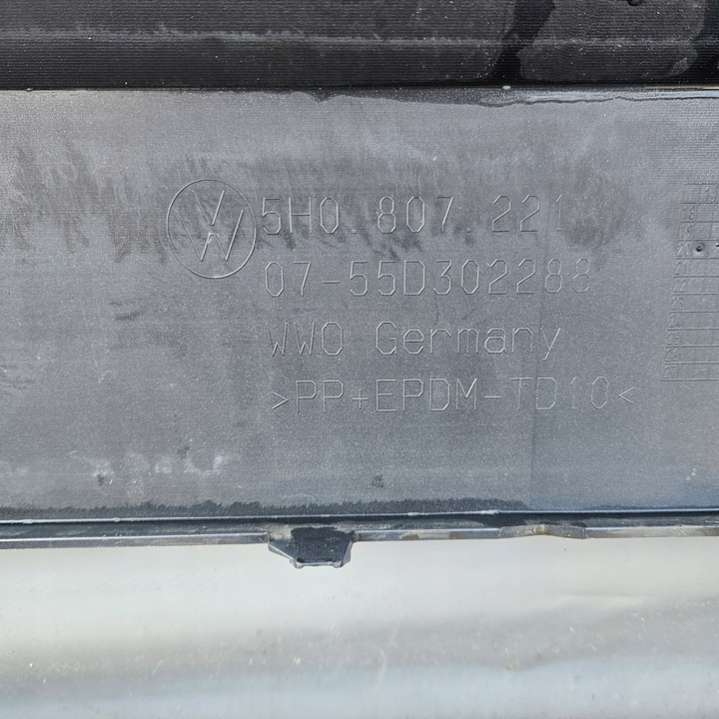 5H0.807.221
07-55D302288
WWO Germany
>PP+EPDM-TD10<